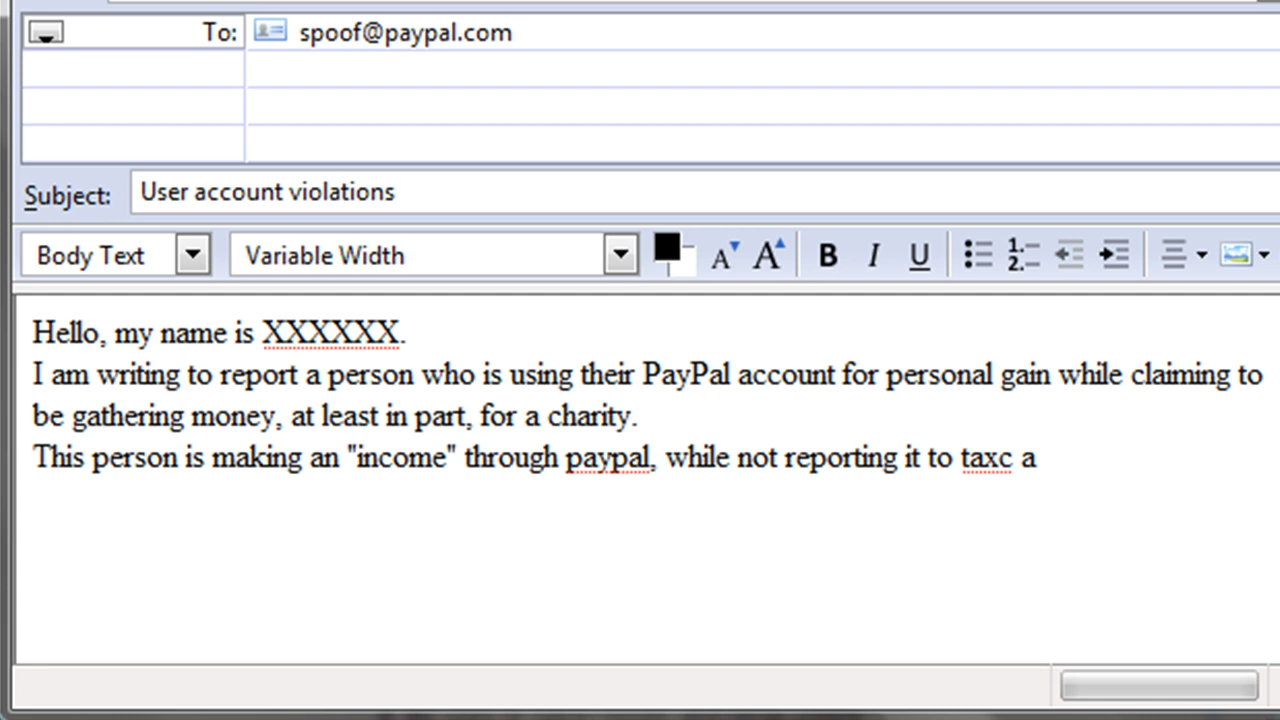 To: spoof@paypal.com
Subject: User account violations
Body Text Variable Width A A B I U 1. 2.
Hello, my name is XXXXXX.
I am writing to report a person who is using their PayPal account for personal gain while claiming to
be gathering money, at least in part, for a charity.
This person is making an "income" through paypal, while not reporting it to taxc a